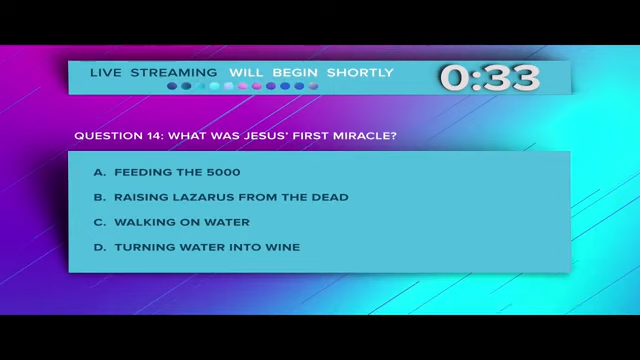 LIVE STREAMING WILL BEGIN SHORTLY
0:33
QUESTION 14: WHAT WAS JESUS' FIRST MIRACLE?
A. FEEDING THE 5000
B. RAISING LAZARUS FROM THE DEAD
C. WALKING ON WATER
D. TURNING WATER INTO WINE